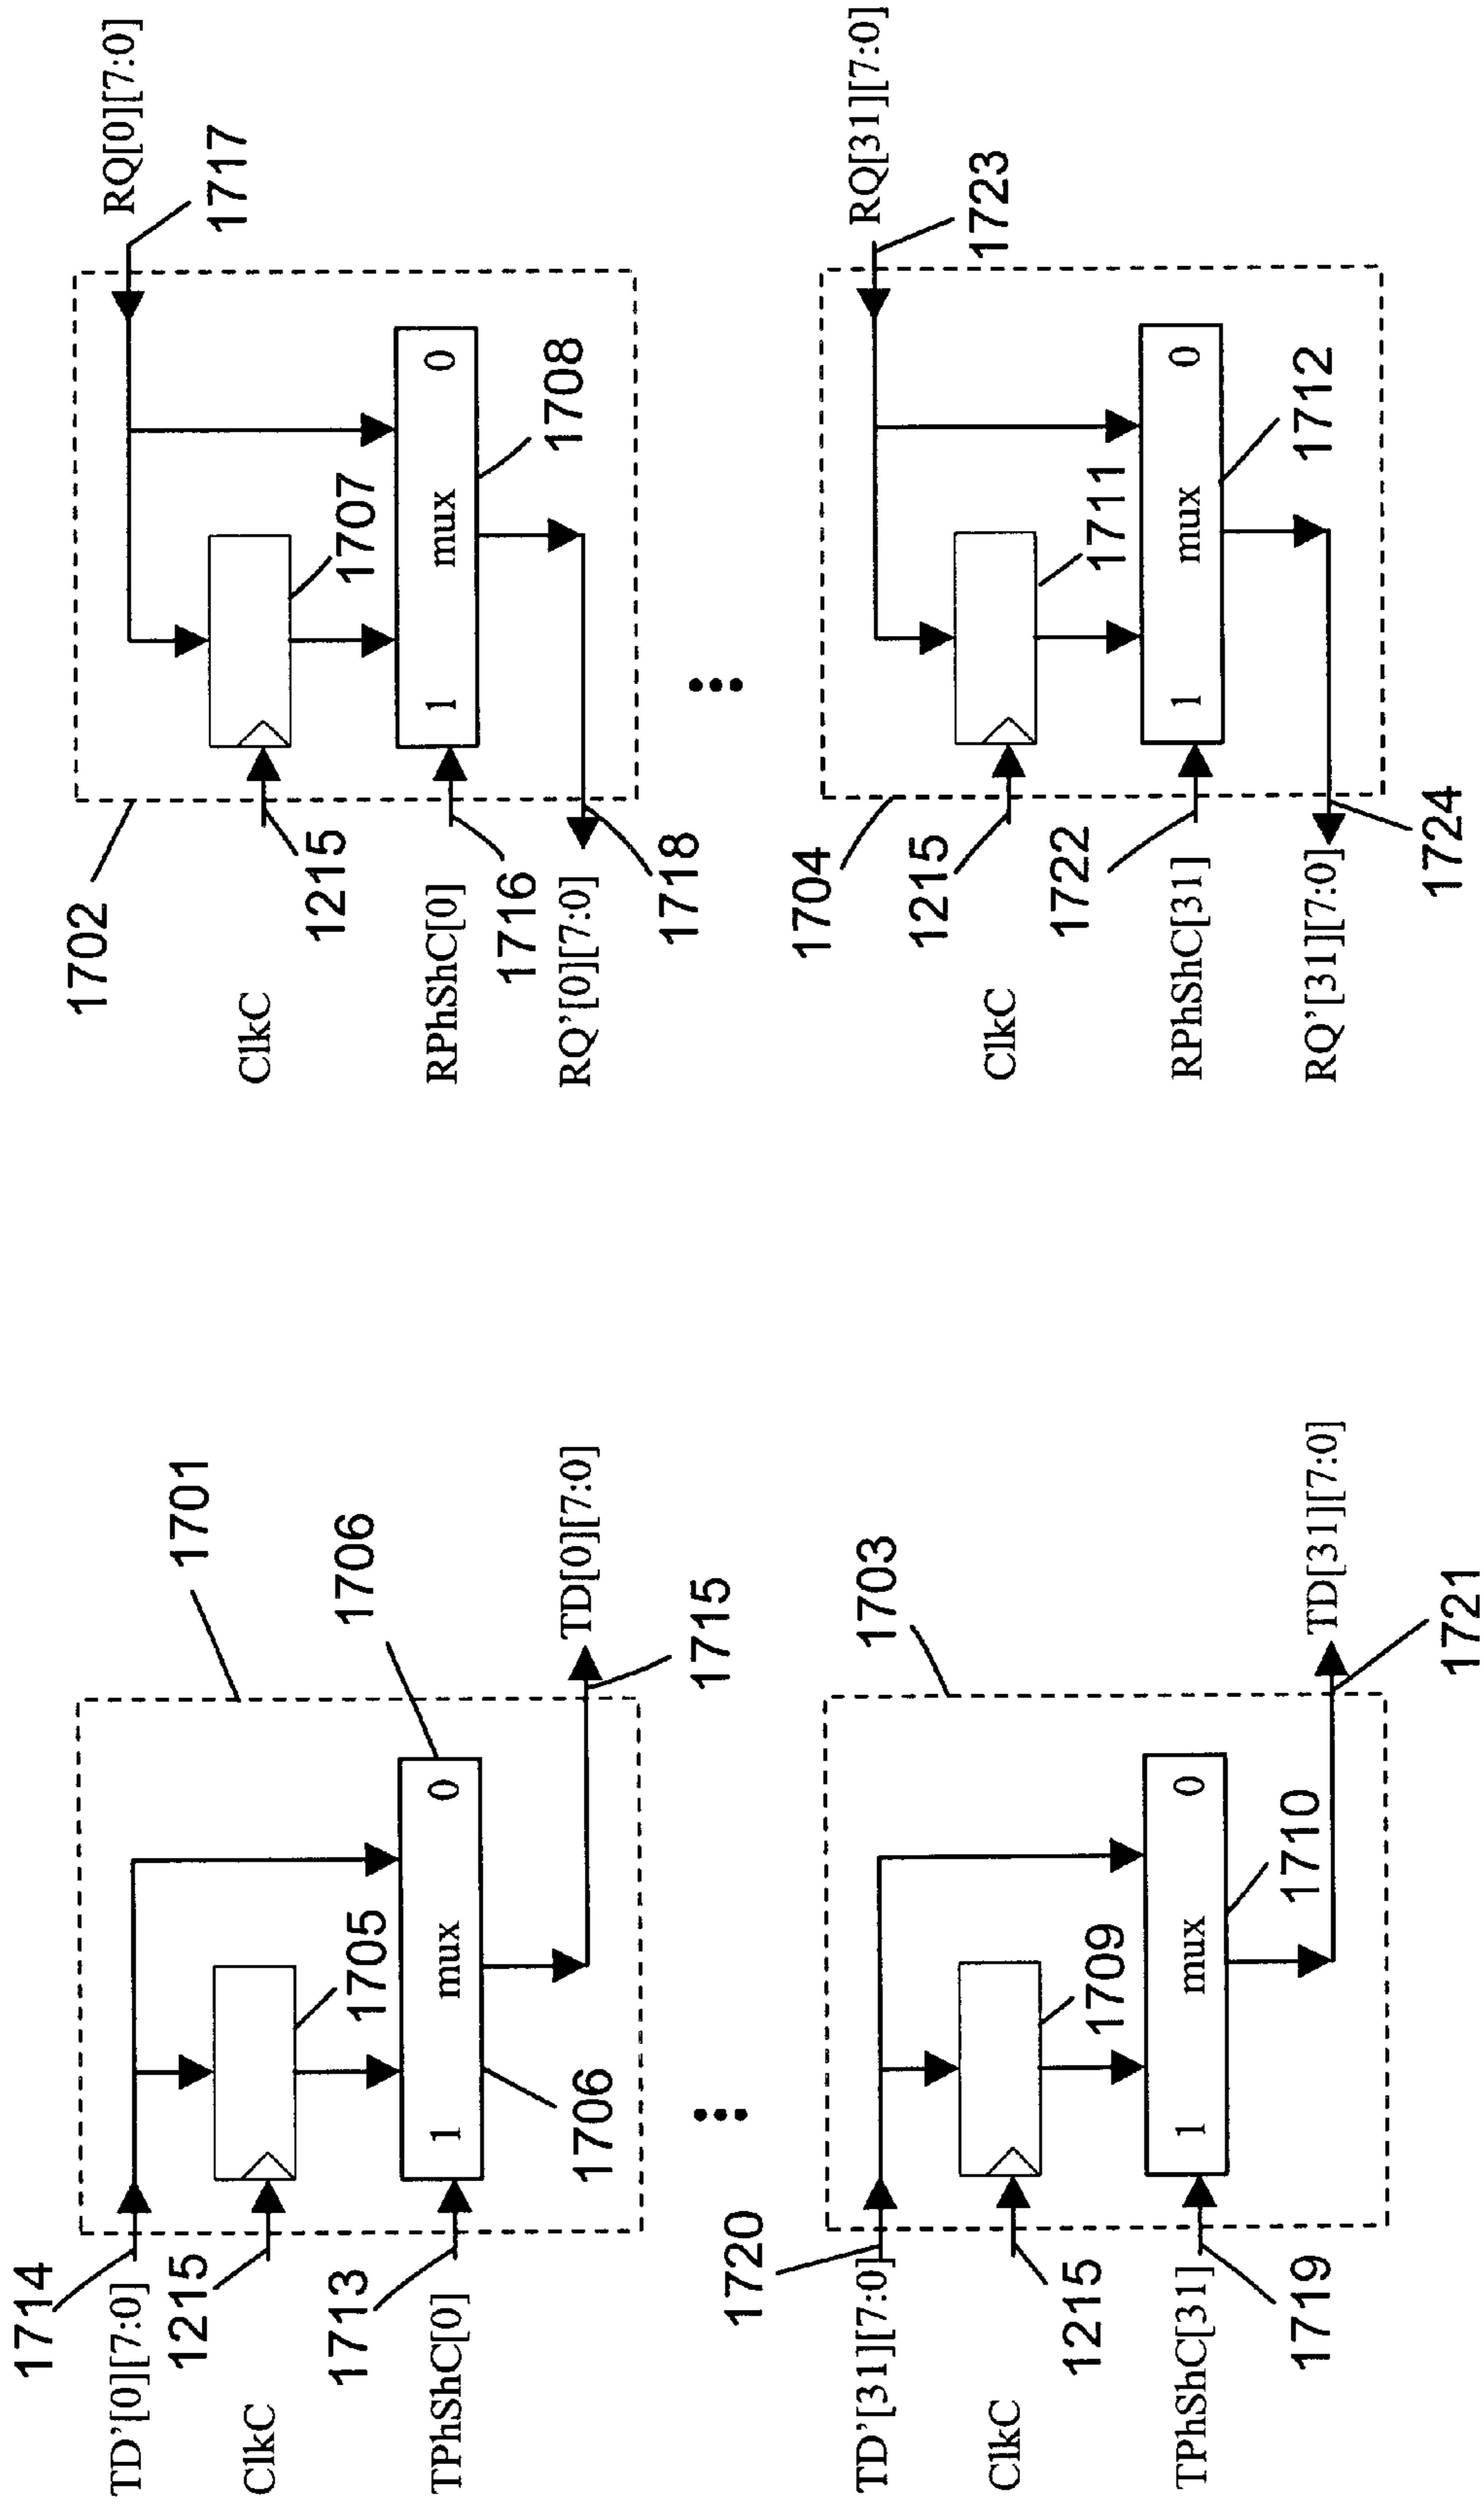 1714
TD'[0][7:0]
1215
ClkC
1713
TPhShC[0]
1705
mux
1
0
1706
1706
1701
TD[0][7:0]
1715
1702
1215
ClkC
RPhShC[0]
1716
RQ'[0][7:0]
1718
1707
mux
1
0
1708
RQ[0][7:0]
1717
1720
TD'[31][7:0]
ClkC
1215
TPhShC[31]
1719
1709
mux
1
0
1710
1703
TD[31][7:0]
1721
1704
1215
ClkC
1722
RPhShC[31]
RQ'[31][7:0]
1724
1711
mux
1
0
1712
RQ[31][7:0]
1723